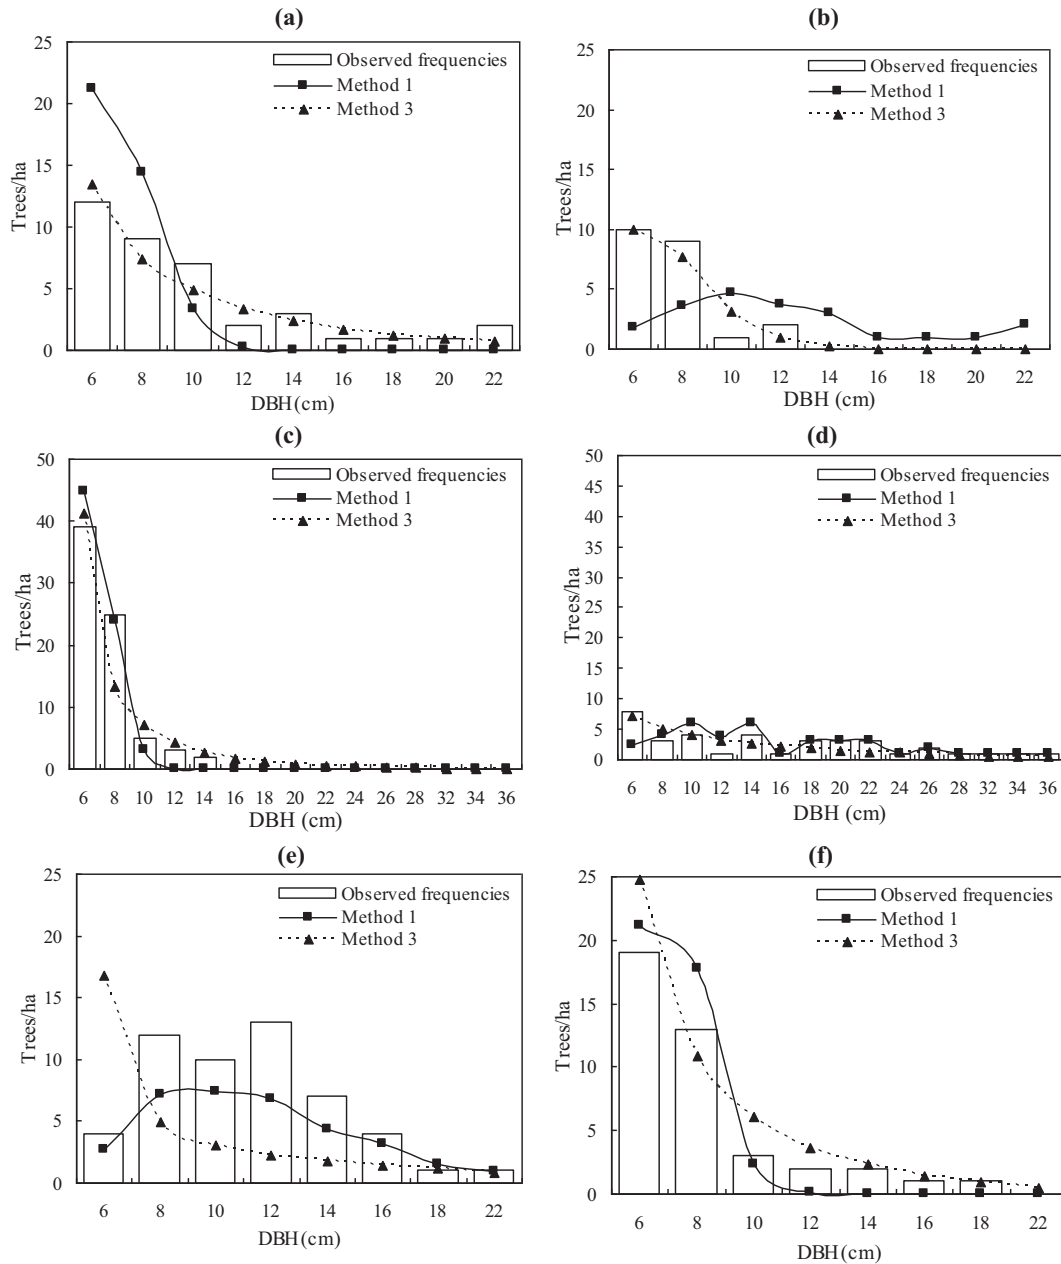 (a)
25
20
15
10
5
0
Trees/ha
Observed frequencies
Method 1
Method 3
6 8 10 12 14 16 18 20 22
DBH (cm)
(b)
25
20
15
10
5
0
Trees/ha
Observed frequencies
Method 1
Method 3
6 8 10 12 14 16 18 20 22
DBH (cm)
(c)
50
40
30
20
10
0
Trees/ha
Observed frequencies
Method 1
Method 3
6 8 10 12 14 16 18 20 22 24 26 28 32 34 36
DBH (cm)
(d)
50
45
40
35
30
25
20
15
10
5
0
Trees/ha
Observed frequencies
Method 1
Method 3
6 8 10 12 14 16 18 20 22 24 26 28 32 34 36
DBH (cm)
(e)
25
20
15
10
5
0
Trees/ha
Observed frequencies
Method 1
Method 3
6 8 10 12 14 16 18 22
DBH (cm)
(f)
25
20
15
10
5
0
Trees/ha
Observed frequencies
Method 1
Method 3
6 8 10 12 14 16 18 22
DBH (cm)